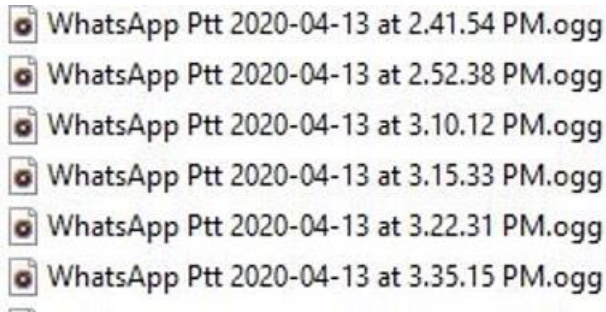 WhatsApp Ptt 2020-04-13 at 2.41.54 PM.ogg
WhatsApp Ptt 2020-04-13 at 2.52.38 PM.ogg
WhatsApp Ptt 2020-04-13 at 3.10.12 PM.ogg
WhatsApp Ptt 2020-04-13 at 3.15.33 PM.ogg
WhatsApp Ptt 2020-04-13 at 3.22.31 PM.ogg
WhatsApp Ptt 2020-04-13 at 3.35.15 PM.ogg